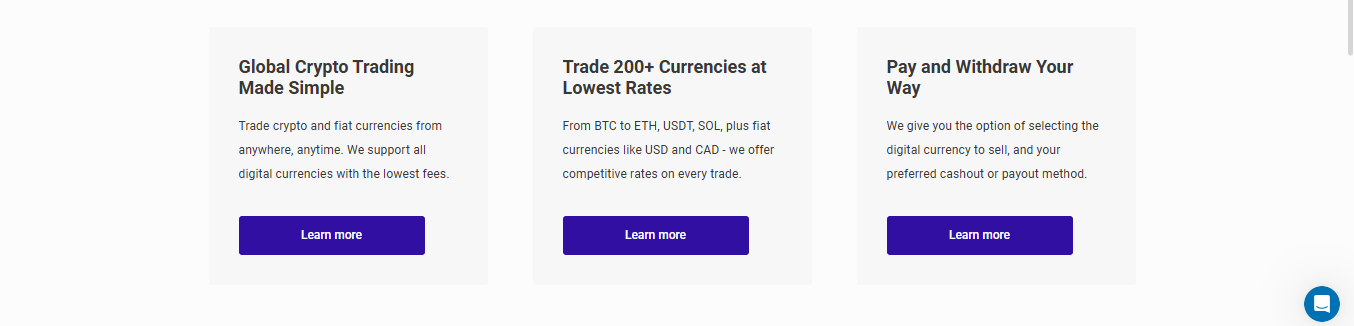 Global Crypto Trading
Made Simple
Trade crypto and fiat currencies from
anywhere, anytime. We support all
digital currencies with the lowest fees.
Learn more
Trade 200+ Currencies at
Lowest Rates
From BTC to ETH, USDT, SOL, plus fiat
currencies like USD and CAD - we offer
competitive rates on every trade.
Learn more
Pay and Withdraw Your
Way
We give you the option of selecting the
digital currency to sell, and your
preferred cashout or payout method.
Learn more